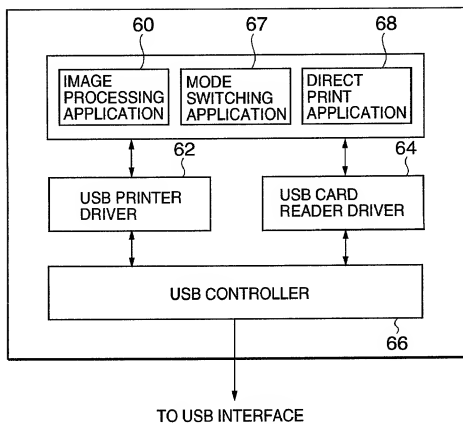 60
67
68
IMAGE
PROCESSING
APPLICATION
MODE
SWITCHING
APPLICATION
DIRECT
PRINT
APPLICATION
62
64
USB PRINTER
DRIVER
USB CARD
READER DRIVER
USB CONTROLLER
66
TO USB INTERFACE